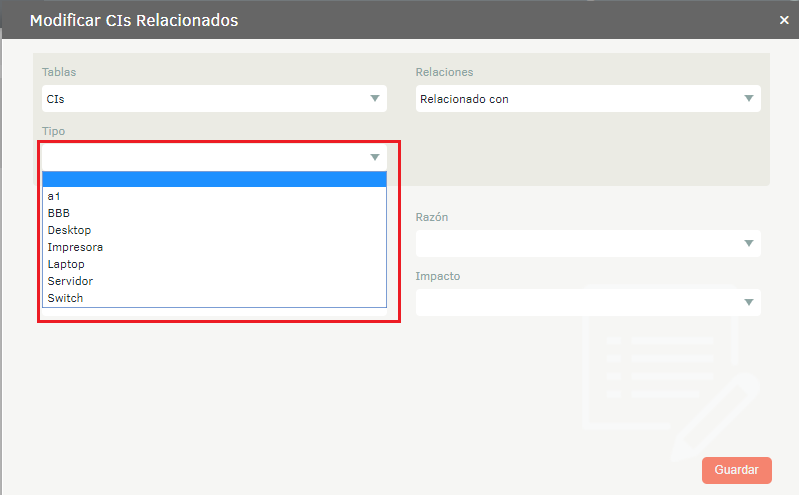 Modificar CIs Relacionados
×
Tablas
Relaciones
CIs
Relacionado con
Tipo
a1
BBB
Desktop
Impresora
Laptop
Servidor
Switch
Razón
Impacto
Guardar